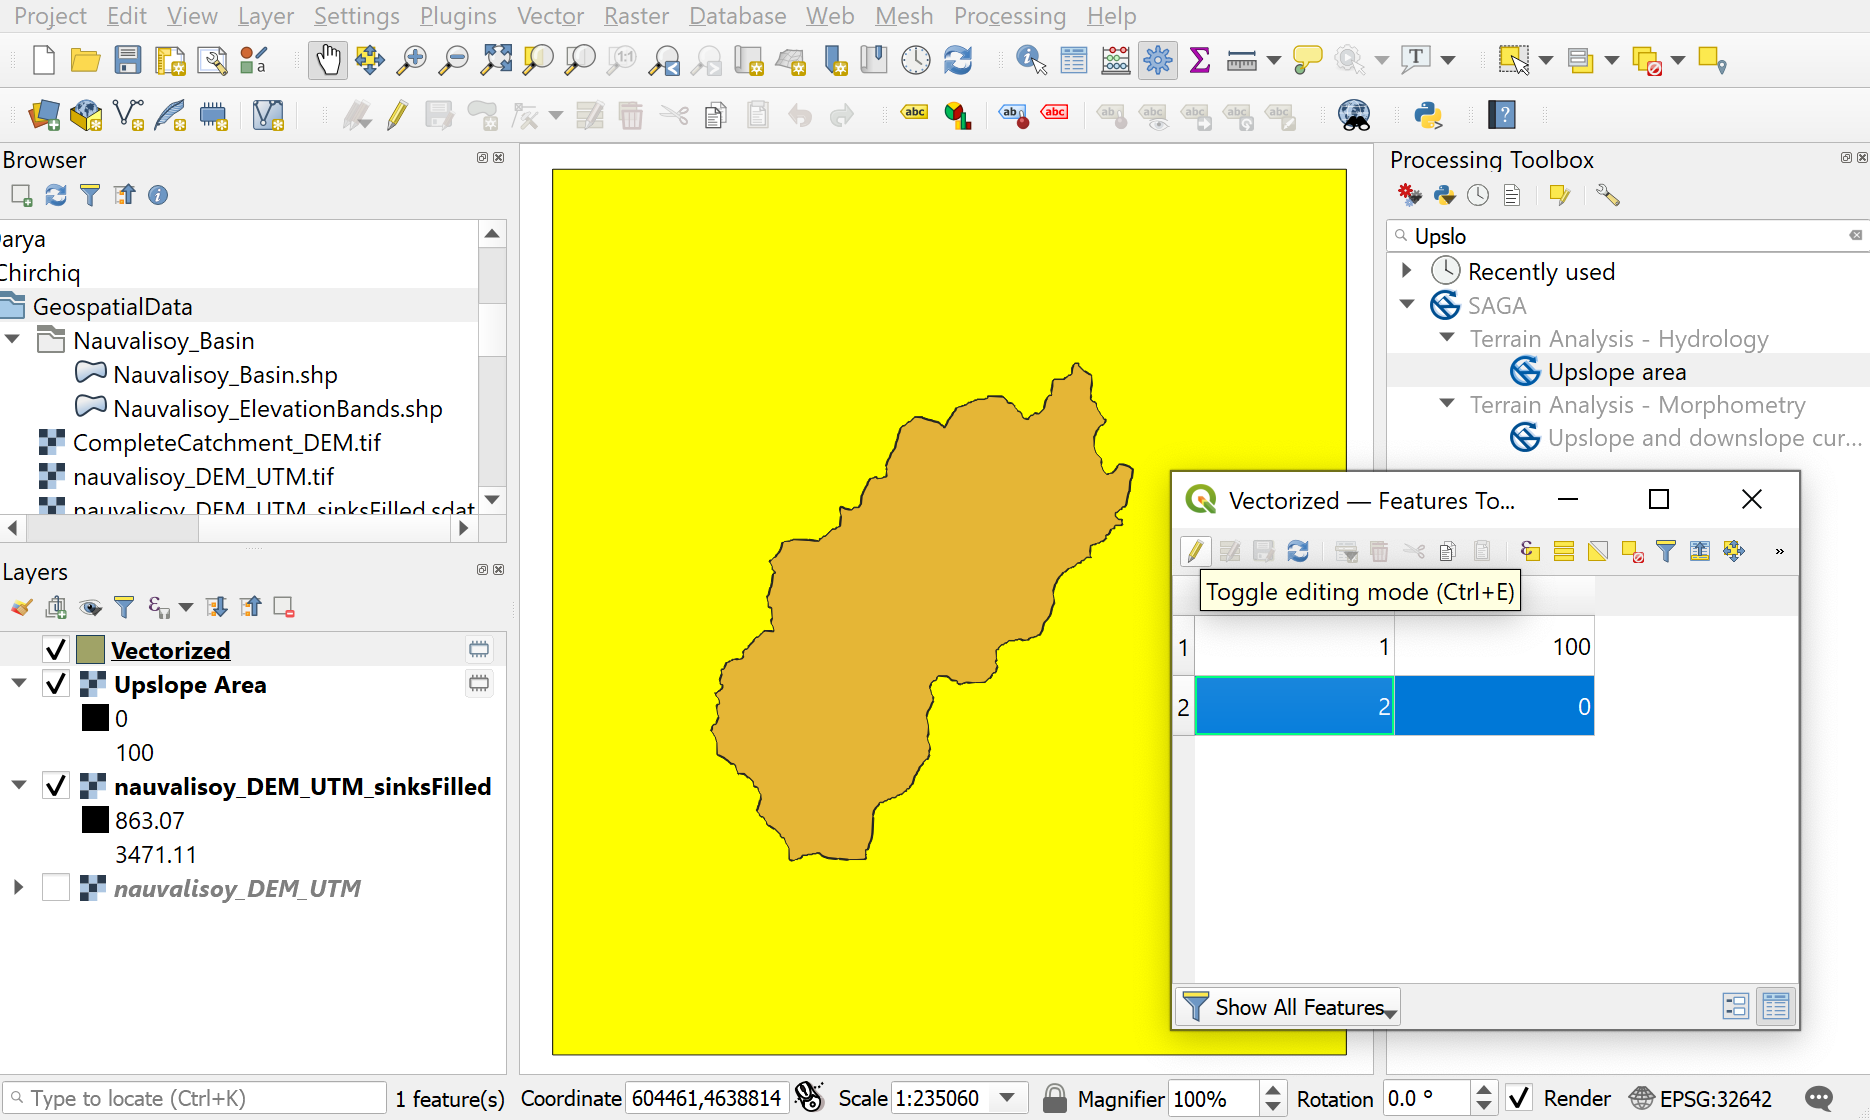 Project Edit View Layer Settings Plugins Vector Raster Database Web Mesh Processing Help
Browser
arya
Chirchiq
GeospatialData
Nauvalisoy_Basin
Nauvalisoy_Basin.shp
Nauvalisoy_ElevationBands.shp
CompleteCatchment_DEM.tif
nauvalisoy_DEM_UTM.tif
nauvalisoy_DEM_UTM_sinksFilled.sdat
Layers
Vectorized
Upslope Area
0
100
nauvalisoy_DEM_UTM_sinksFilled
863.07
3471.11
nauvalisoy_DEM_UTM
Processing Toolbox
Upslo
Recently used
SAGA
Terrain Analysis - Hydrology
Upslope area
Terrain Analysis - Morphometry
Upslope and downslope cur...
Vectorized — Features To...
Toggle editing mode (Ctrl+E)
1 1 100
2 2 0
Show All Features
Type to locate (Ctrl+K) 1 feature(s) Coordinate 604461,4638814 Scale 1:235060 Magnifier 100% Rotation 0.0 ° Render EPSG:32642